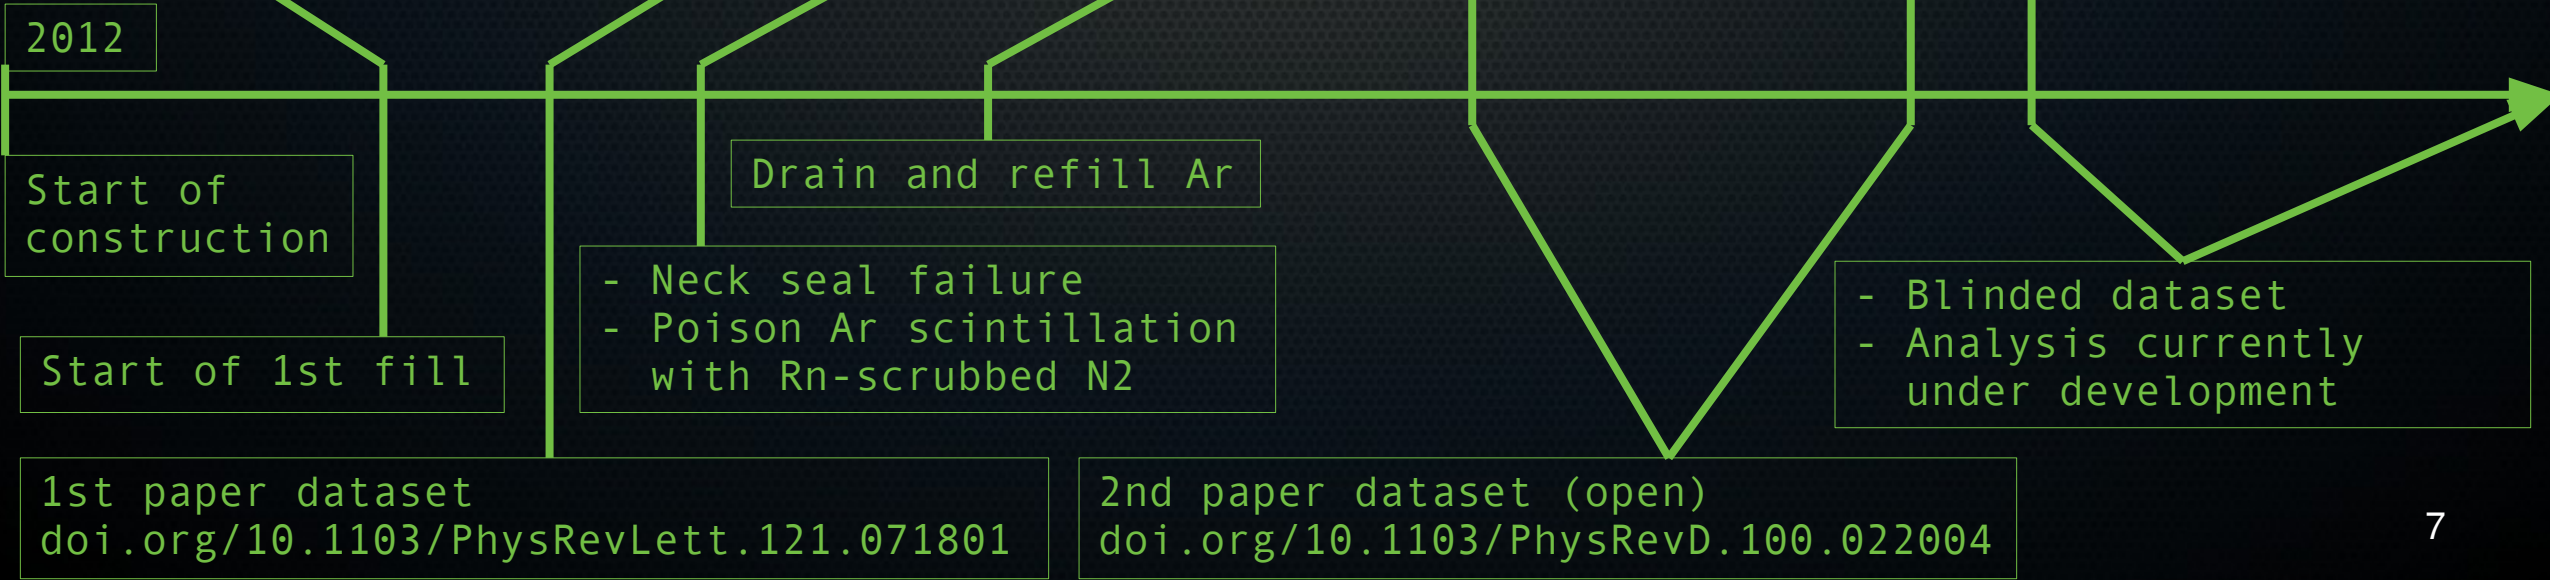 2012
Start of
construction
Start of 1st fill
1st paper dataset
doi.org/10.1103/PhysRevLett.121.071801
- Neck seal failure
- Poison Ar scintillation
with Rn-scrubbed N2
Drain and refill Ar
2nd paper dataset (open)
doi.org/10.1103/PhysRevD.100.022004
- Blinded dataset
- Analysis currently
under development
7